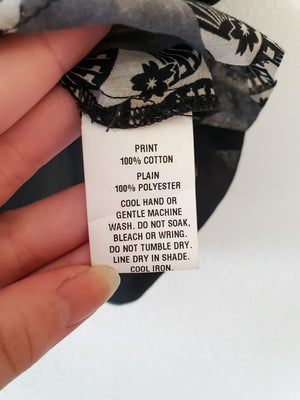 PRINT
100% COTTON
PLAIN
100% POLYESTER
COOL HAND OR
GENTLE MACHINE
WASH. DO NOT SOAK,
BLEACH OR WRING.
DO NOT TUMBLE DRY.
LINE DRY IN SHADE.
COOL IRON.